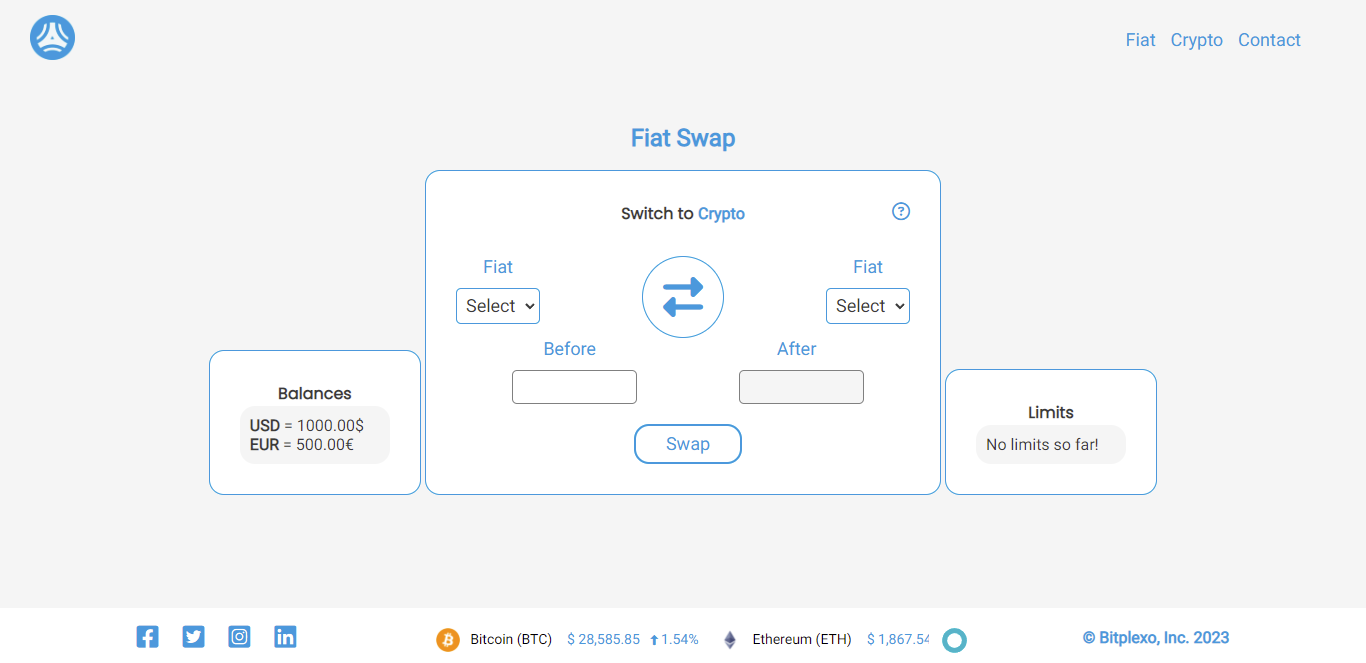 Fiat Crypto Contact
Fiat Swap
Switch to Crypto
?
Fiat
Fiat
Select
Select
Before
After
Swap
Balances
USD = 1000.00$
EUR = 500.00€
Limits
No limits so far!
Bitcoin (BTC) $ 28,585.85 1.54% Ethereum (ETH) $ 1,867.54
© Bitplexo, Inc. 2023